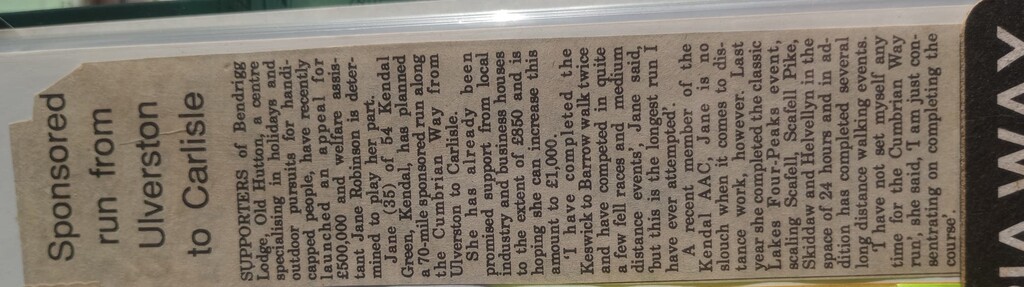 Sponsored
run from
Ulverston
to Carlisle
SUPPORTERS of Bendrigg
Lodge, Old Hutton, a centre
specialising in holidays and
outdoor pursuits for handi-
capped people, have recently
launched an appeal for
£500,000 and welfare assis-
tant Jane Robinson is deter-
mined to play her part.
Jane (35) of 54 Kendal
Green, Kendal, has planned
a 70-mile sponsored run along
the Cumbrian Way from
Ulverston to Carlisle.
She has already been
promised support from local
industry and business houses
to the extent of £850 and is
hoping she can increase this
amount to £1,000.
'I have completed the
Keswick to Barrow walk twice
and have competed in quite
a few fell races and medium
distance events', Jane said,
'but this is the longest run I
have ever attempted'.
A recent member of the
Kendal AAC, Jane is no
slouch when it comes to dis-
tance work, however. Last
year she completed the classic
Lakes Four-Peaks event,
scaling Scafell, Scafell Pike,
Skiddaw and Helvellyn in the
space of 24 hours and in ad-
dition has completed several
long distance walking events.
'I have not set myself any
time for the Cumbrian Way
run', she said, 'I am just con-
centrating on completing the
course'.
WAY